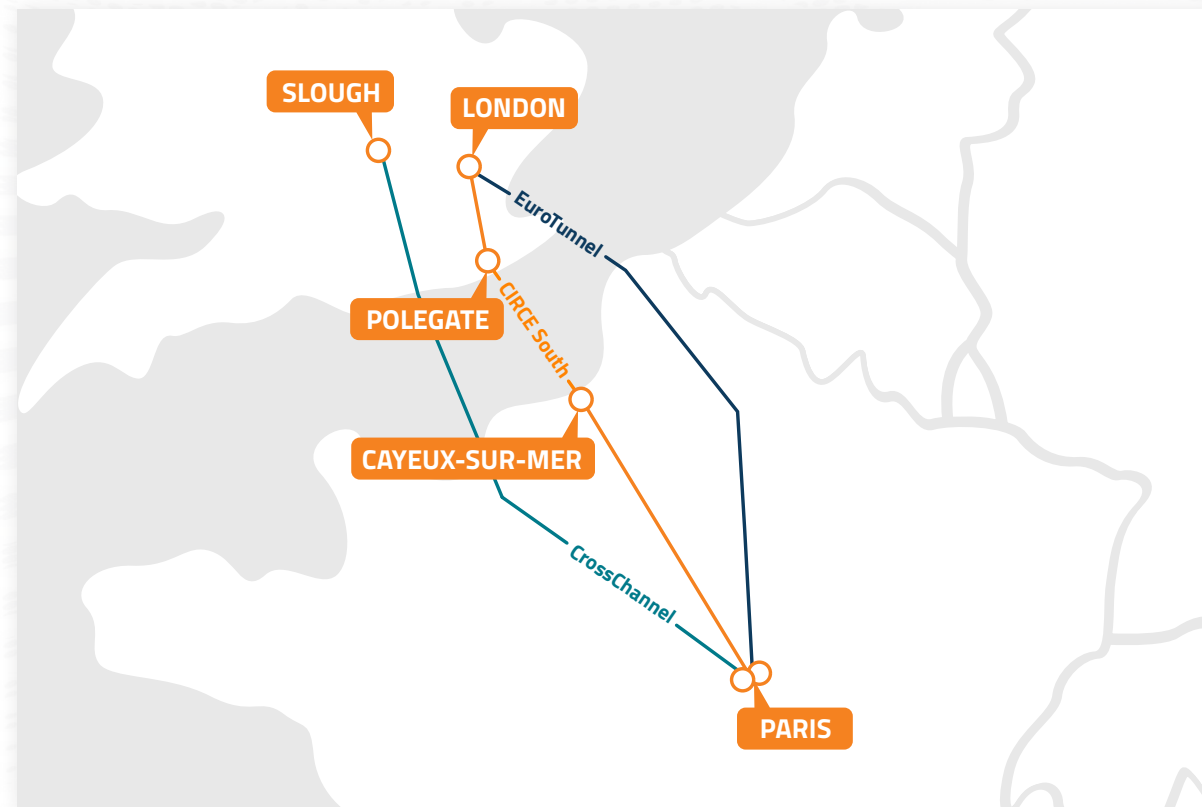 SLOUGH
LONDON
EuroTunnel
POLEGATE
CIRCE South
CAYEUX-SUR-MER
CrossChannel
PARIS